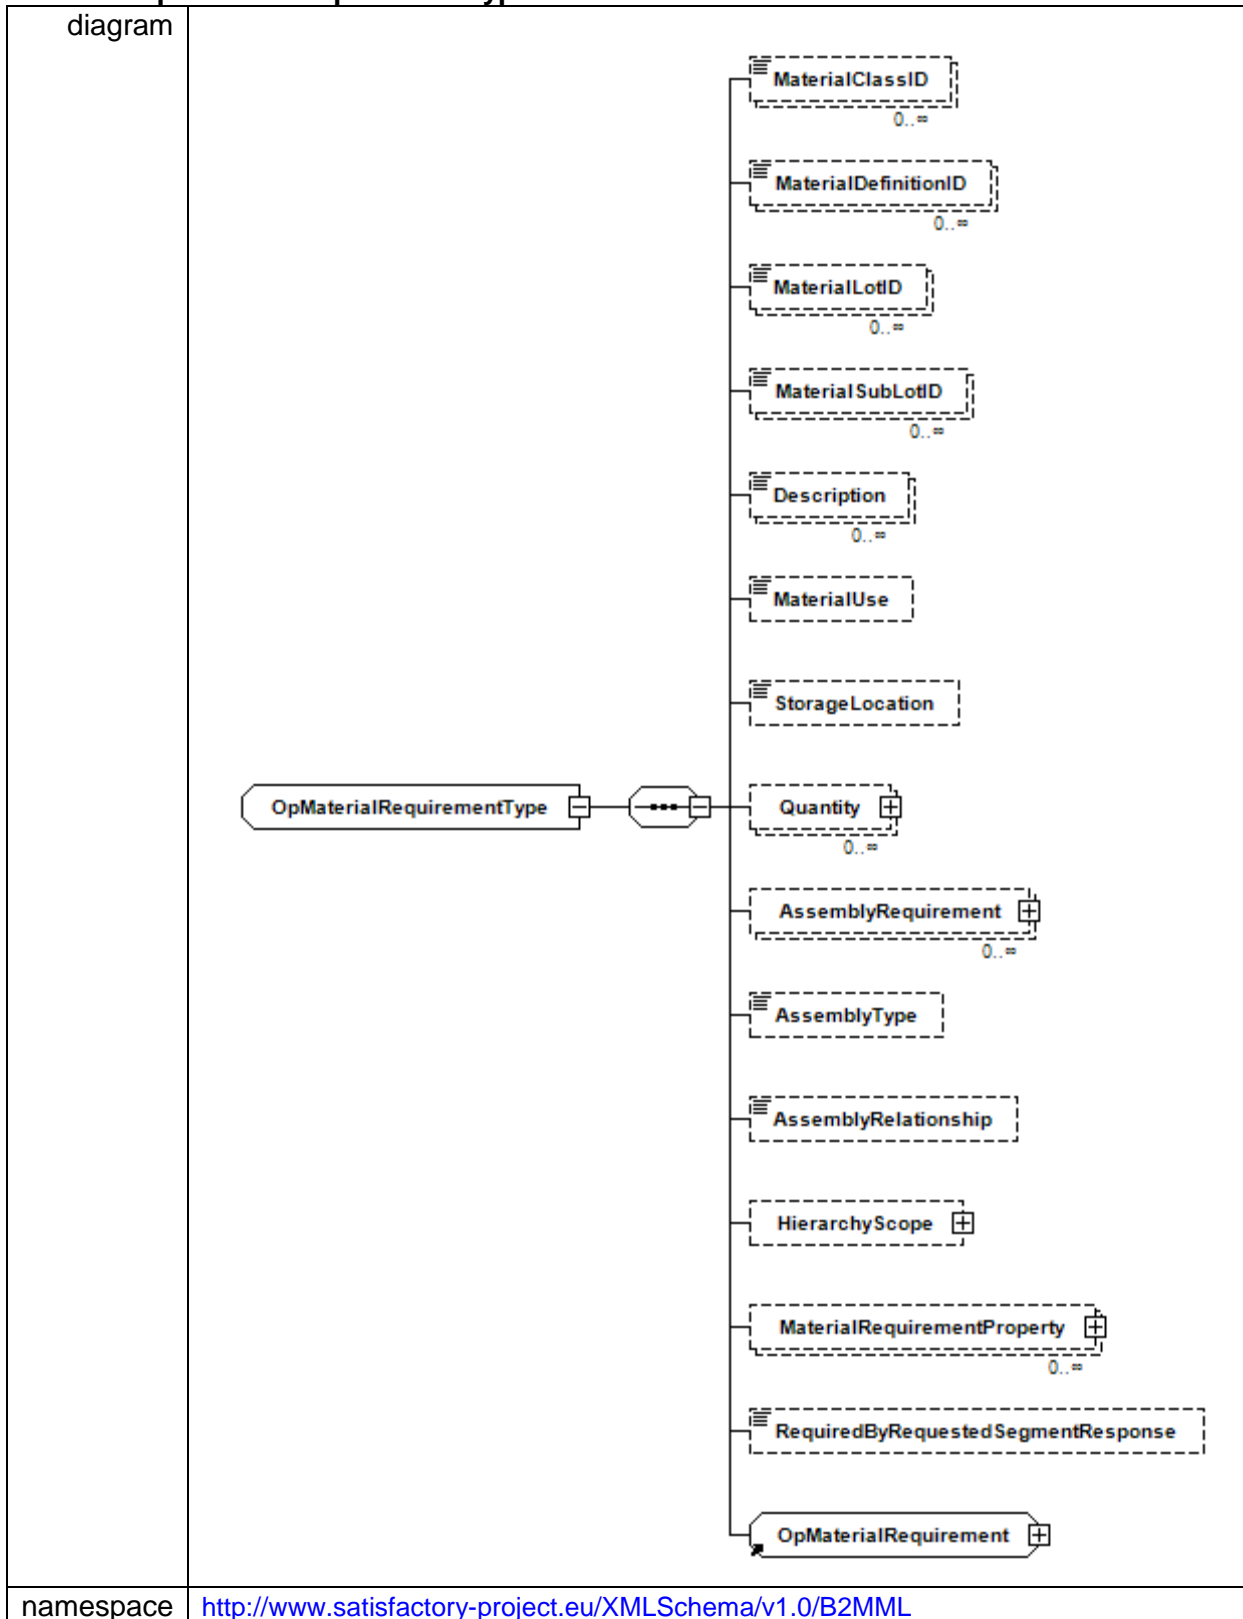 diagram
MaterialClassID
0..∞
MaterialDefinitionID
0..∞
MaterialLotID
0..∞
MaterialSubLotID
0..∞
Description
0..∞
MaterialUse
StorageLocation
OpMaterialRequirementType
Quantity
0..∞
AssemblyRequirement
0..∞
AssemblyType
AssemblyRelationship
HierarchyScope
MaterialRequirementProperty
0..∞
RequiredByRequestedSegmentResponse
OpMaterialRequirement
namespace http://www.satisfactory-project.eu/XMLSchema/v1.0/B2MML